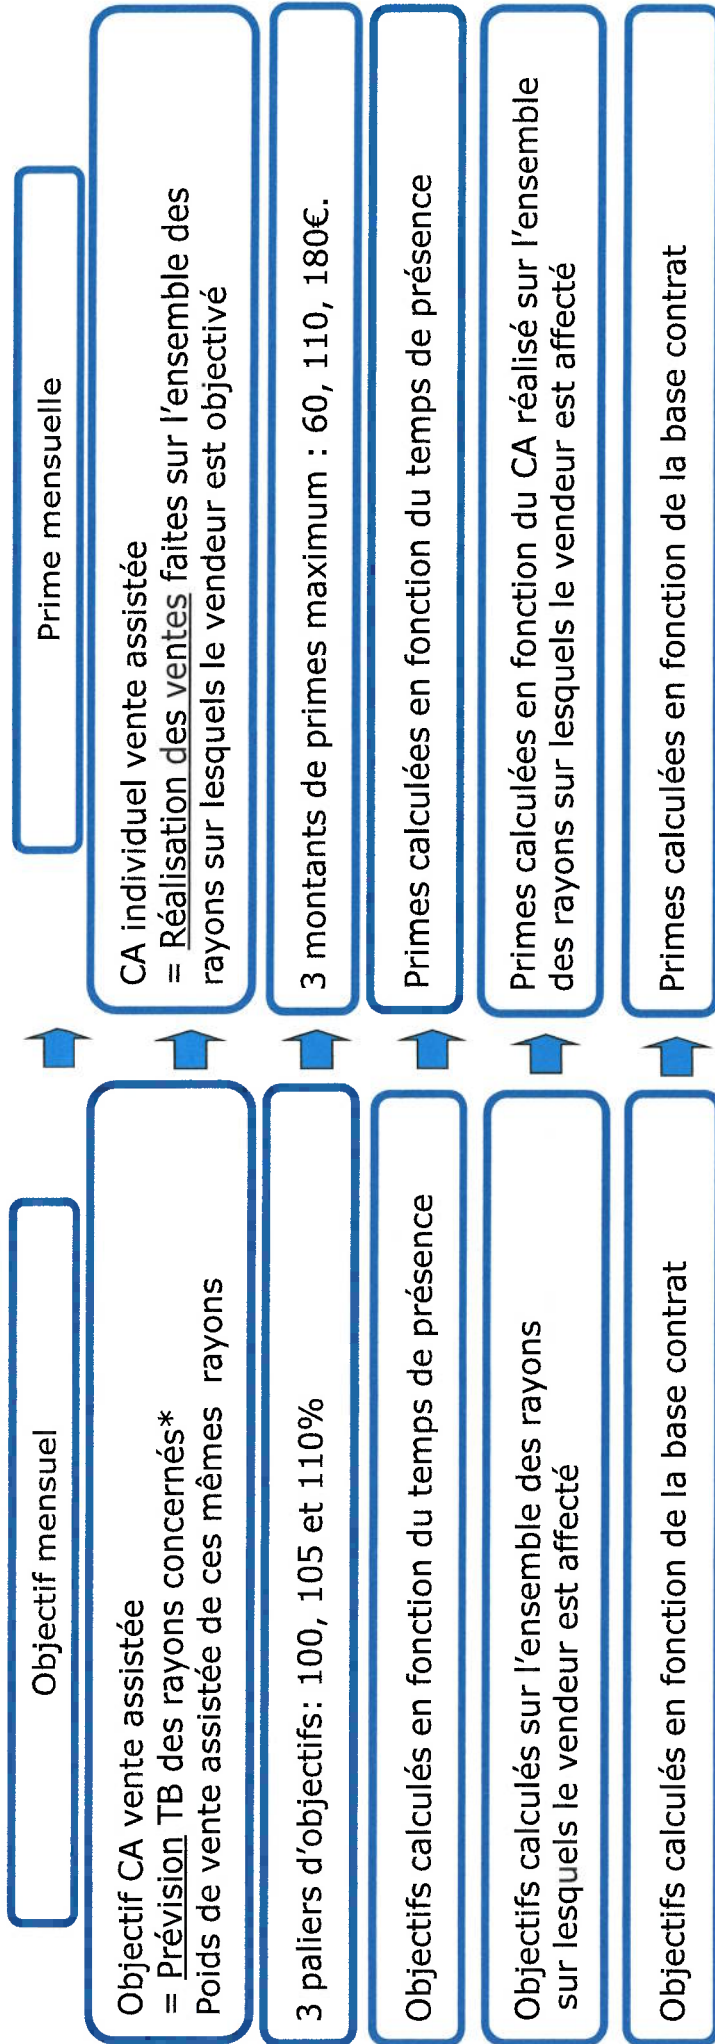 Objectif mensuel
Prime mensuelle
Objectif CA vente assistée
= Prévision TB des rayons concernés*
Poids de vente assistée de ces mêmes rayons
CA individuel vente assistée
= Réalisation des ventes faites sur l'ensemble des
rayons sur lesquels le vendeur est objectivé
3 paliers d'objectifs: 100, 105 et 110%
3 montants de primes maximum : 60, 110, 180€.
Objectifs calculés en fonction du temps de présence
Primes calculées en fonction du temps de présence
Objectifs calculés sur l'ensemble des rayons
sur lesquels le vendeur est affecté
Primes calculées en fonction du CA réalisé sur l'ensemble
des rayons sur lesquels le vendeur est affecté
Objectifs calculés en fonction de la base contrat
Primes calculées en fonction de la base contrat